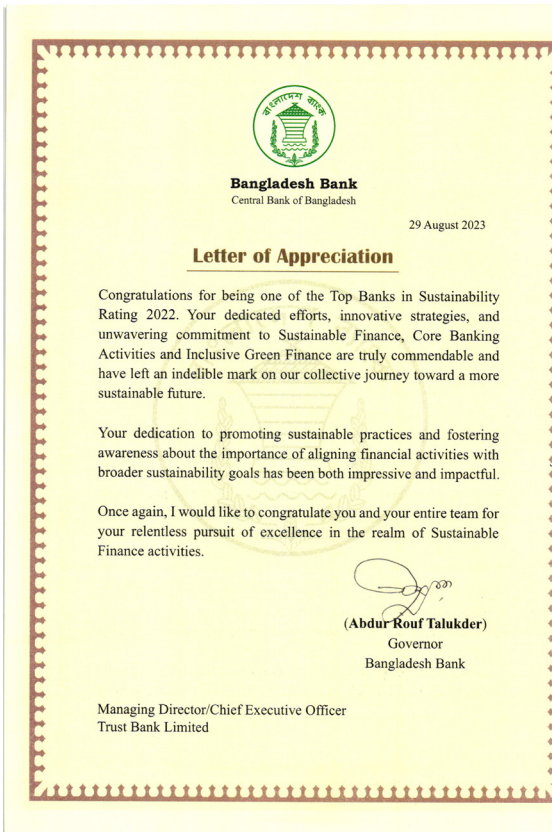 বাংলাদেশ ব্যাংক
Bangladesh Bank
Central Bank of Bangladesh
29 August 2023
Letter of Appreciation
Congratulations for being one of the Top Banks in Sustainability
Rating 2022. Your dedicated efforts, innovative strategies, and
unwavering commitment to Sustainable Finance, Core Banking
Activities and Inclusive Green Finance are truly commendable and
have left an indelible mark on our collective journey toward a more
sustainable future.
Your dedication to promoting sustainable practices and fostering
awareness about the importance of aligning financial activities with
broader sustainability goals has been both impressive and impactful.
Once again, I would like to congratulate you and your entire team for
your relentless pursuit of excellence in the realm of Sustainable
Finance activities.
(Abdur Rouf Talukder)
Governor
Bangladesh Bank
Managing Director/Chief Executive Officer
Trust Bank Limited